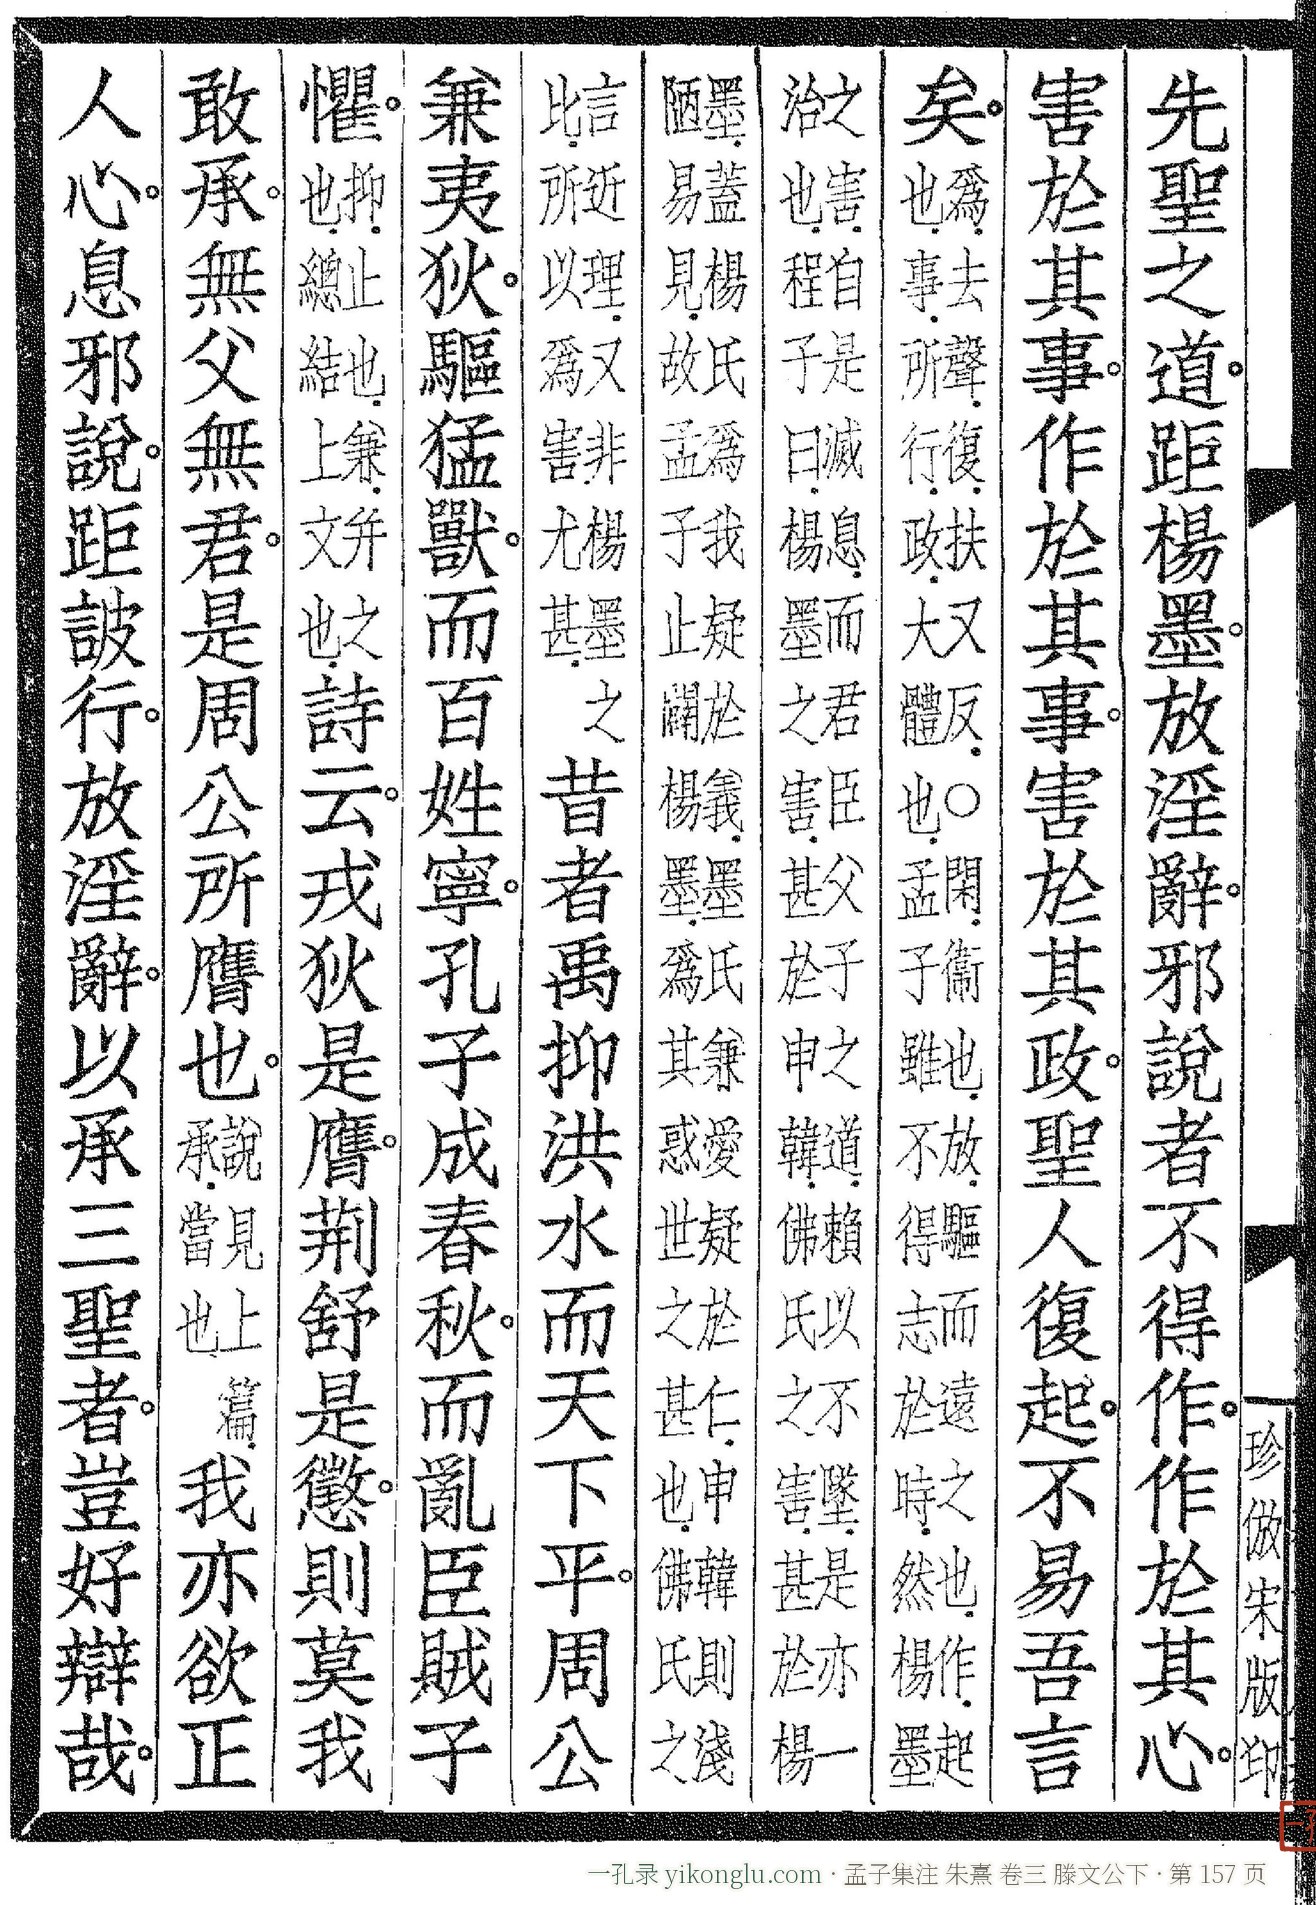 先聖之道。距楊墨。放淫辭。邪說者不得作。作於其心。
害於其事。作於其事。害於其政。聖人復起。不易吾言
矣。爲.去聲.復.扶又反.○閑.衞也.放.驅而遠之也.作.起
也.事.所行.政.大體也.孟子雖不得志於時.然楊墨
之害.自是滅息.而君臣父子之道.賴以不墜.是亦一
治也.程子曰.楊墨之害.甚於申韓.佛氏之害.甚於楊
墨.蓋楊氏爲我疑於義.墨氏兼愛疑於仁.申韓則淺
陋易見.故孟子止闢楊墨.爲其惑世之甚也.佛氏之
言近理.又非楊墨之
比.所以爲害尤甚.昔者禹抑洪水而天下平。周公
兼夷狄。驅猛獸。而百姓寧。孔子成春秋。而亂臣賊子
懼。抑.止也.兼.并之
也.總結上文也.詩云。戎狄是膺。荆舒是懲。則莫我
敢承。無父無君。是周公所膺也。說見上篇.
承.當也.我亦欲正
人心。息邪說。距詖行。放淫辭。以承三聖者。豈好辯哉。
珍倣宋版印
一孔录 yikonglu.com · 孟子集注 朱熹 卷三 滕文公下 · 第 157 页